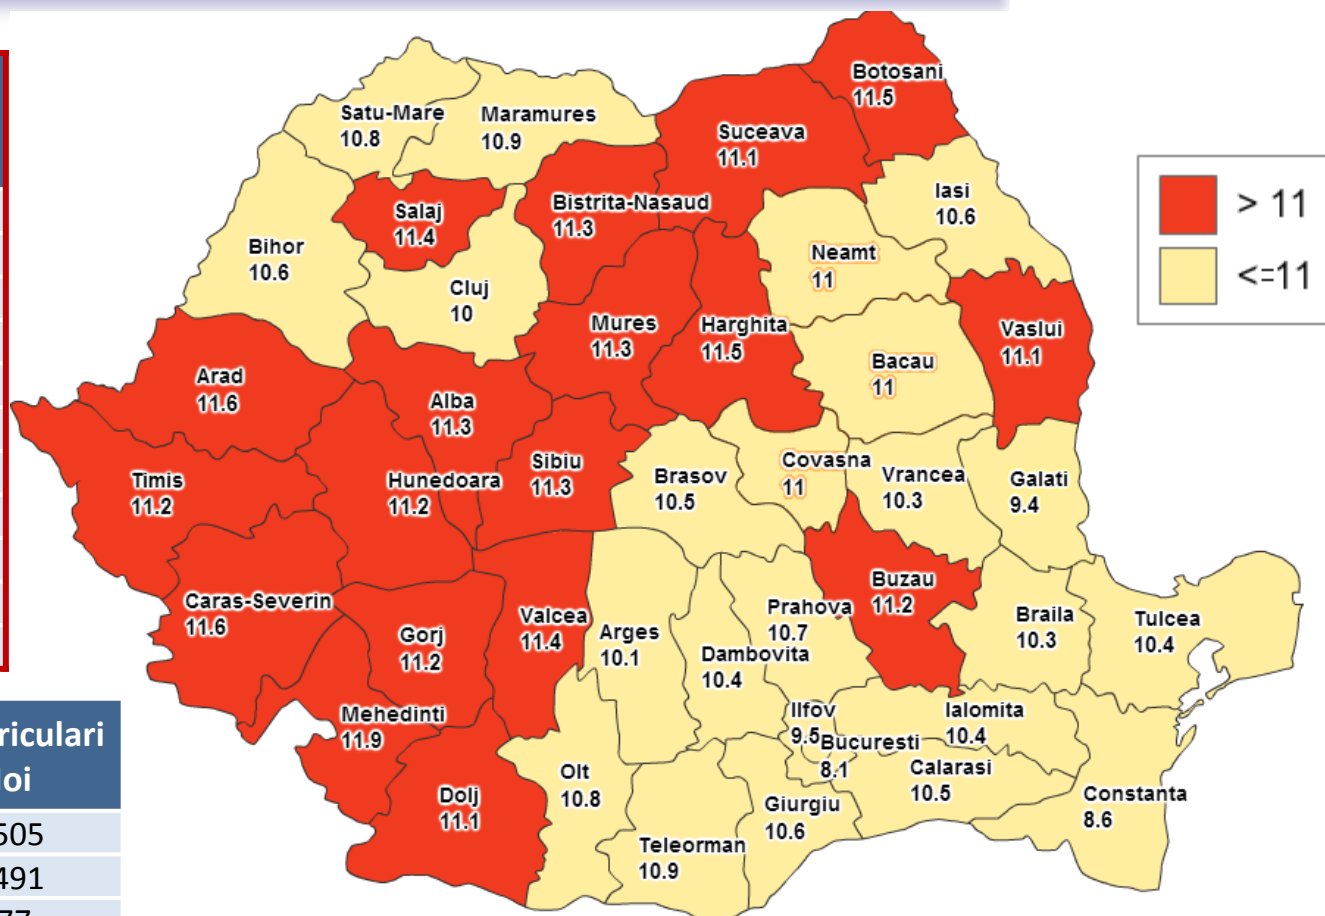 Botosani
11.5
Satu-Mare
10.8
Maramures
10.9
Suceava
11.1
Iasi
10.6
> 11
<=11
Salaj
11.4
Bistrita-Nasaud
11.3
Bihor
10.6
Neamt
11
Cluj
10
Mures
11.3
Harghita
11.5
Vaslui
11.1
Bacau
11
Arad
11.6
Alba
11.3
Timis
11.2
Hunedoara
11.2
Sibiu
11.3
Brasov
10.5
Covasna
11
Vrancea
10.3
Galati
9.4
Caras-Severin
11.6
Gorj
11.2
Valcea
11.4
Arges
10.1
Prahova
10.7
Dambovita
10.4
Buzau
11.2
Braila
10.3
Tulcea
10.4
Mehedinti
11.9
Ilfov
9.5
Bucuresti
8.1
Ialomita
10.4
Calarasi
10.5
Constanta
8.6
Dolj
11.1
Olt
10.8
Teleorman
10.9
Giurgiu
10.6
riculari
loi
505
491
77